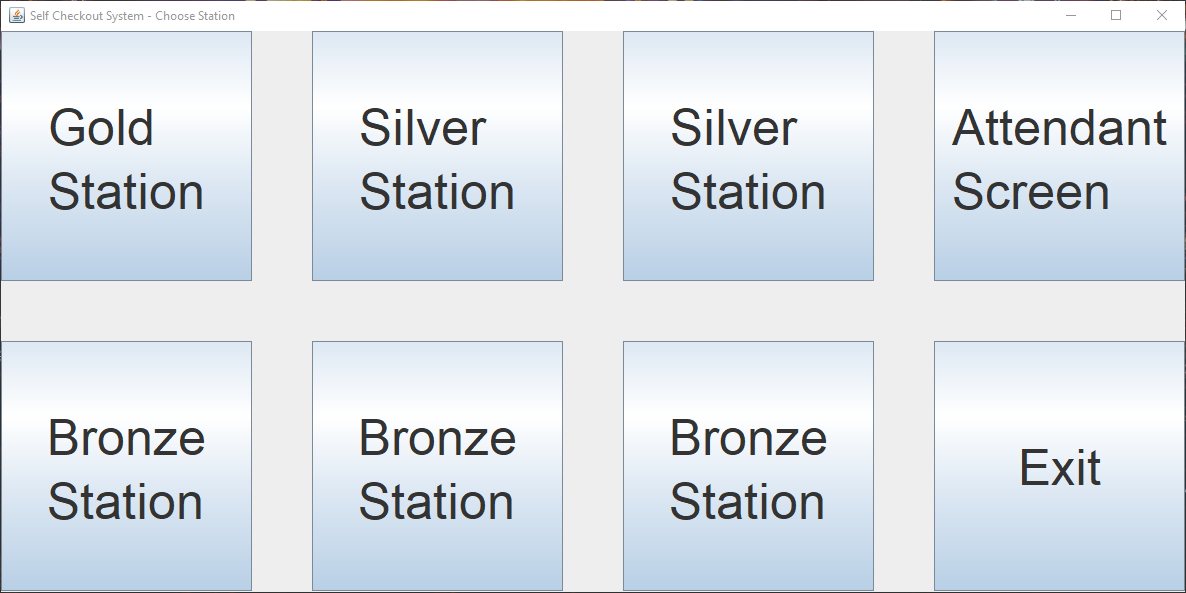 Self Checkout System - Choose Station
Gold
Station
Silver
Station
Silver
Station
Attendant
Screen
Bronze
Station
Bronze
Station
Bronze
Station
Exit